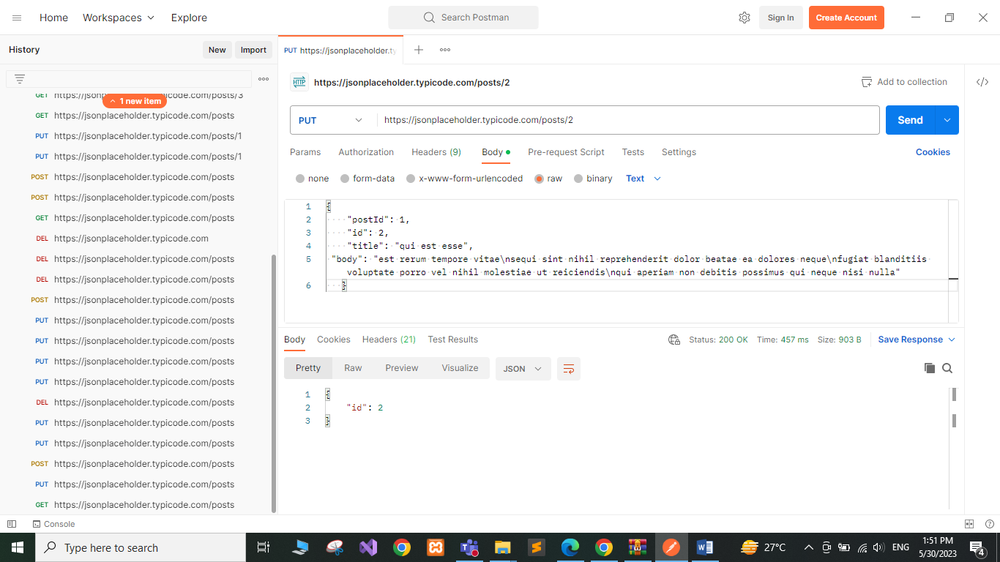 Home Workspaces Explore Search Postman Sign In Create Account
History New Import PUT https://jsonplaceholder.ty
https://jsonplaceholder.typicode.com/posts/2 Add to collection
1 new item
GET https://jsonplaceholder.typicode.com/posts/3
GET https://jsonplaceholder.typicode.com/posts
PUT https://jsonplaceholder.typicode.com/posts/1
PUT https://jsonplaceholder.typicode.com/posts/1
POST https://jsonplaceholder.typicode.com/posts
POST https://jsonplaceholder.typicode.com/posts
GET https://jsonplaceholder.typicode.com/posts
DEL https://jsonplaceholder.typicode.com
DEL https://jsonplaceholder.typicode.com/posts
DEL https://jsonplaceholder.typicode.com/posts
POST https://jsonplaceholder.typicode.com/posts
PUT https://jsonplaceholder.typicode.com/posts
PUT https://jsonplaceholder.typicode.com/posts
PUT https://jsonplaceholder.typicode.com/posts
PUT https://jsonplaceholder.typicode.com/posts
DEL https://jsonplaceholder.typicode.com/posts
PUT https://jsonplaceholder.typicode.com/posts
PUT https://jsonplaceholder.typicode.com/posts
POST https://jsonplaceholder.typicode.com/posts
PUT https://jsonplaceholder.typicode.com/posts
GET https://jsonplaceholder.typicode.com/posts
PUT https://jsonplaceholder.typicode.com/posts/2 Send
Params Authorization Headers (9) Body Pre-request Script Tests Settings Cookies
none form-data x-www-form-urlencoded raw binary Text
1 {
2 "postId": 1,
3 "id": 2,
4 "title": "qui est esse",
5 "body": "est rerum tempore vitae\nsequi sint nihil reprehenderit dolor beatae ea dolores neque\nfugiat blanditiis
voluptate porro vel nihil molestiae ut reiciendis\nqui aperiam non debitis possimus qui neque nisi nulla"
6 }
Body Cookies Headers (21) Test Results Status: 200 OK Time: 457 ms Size: 903 B Save Response
Pretty Raw Preview Visualize JSON
1 {
2 "id": 2
3 }
Console
Type here to search 27°C ENG 1:51 PM
5/30/2023 4